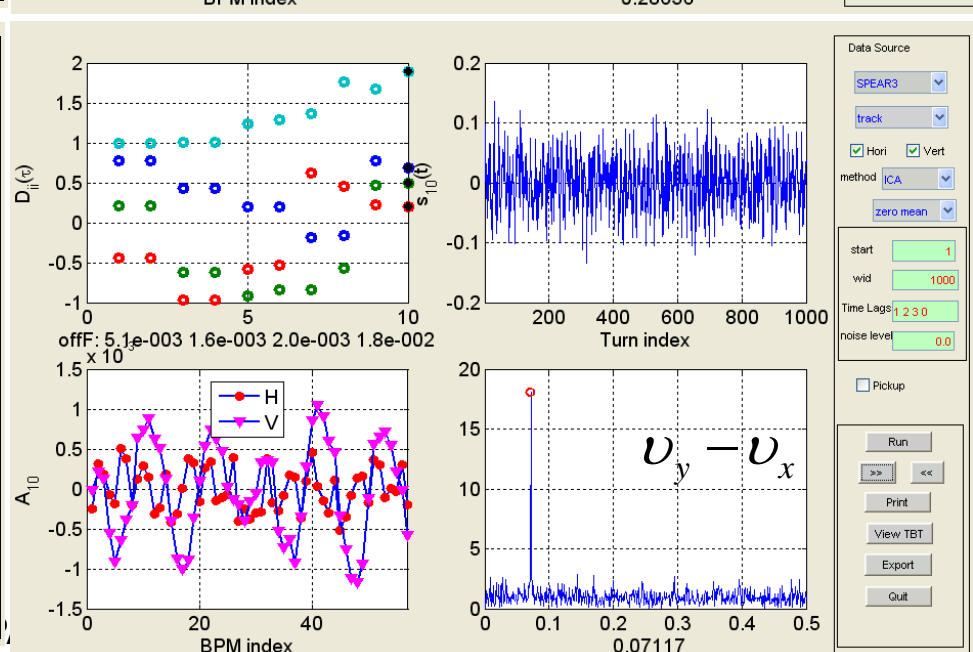 BPM index
0.28636
2
1.5
1
0.5
0
-0.5
-1
0 5 10
D_ii(τ)
offF: 5.1e-003 1.6e-003 2.0e-003 1.8e-002
0.2
0.1
0
-0.1
-0.2
200 400 600 800 1000
s_10(t)
Turn index
x 10^-3
1.5
1
0.5
0
-0.5
-1
-1.5
0 20 40
A_10
BPM index
H
V
20
15
10
5
0
0 0.1 0.2 0.3 0.4 0.5
υ_y − υ_x
0.07117
Data Source
SPEAR3
track
Hori Vert
method ICA
zero mean
start 1
wid 1000
Time Lags 1 2 3 0
noise level 0.0
Pickup
Run
>> <<
Print
View TBT
Export
Quit